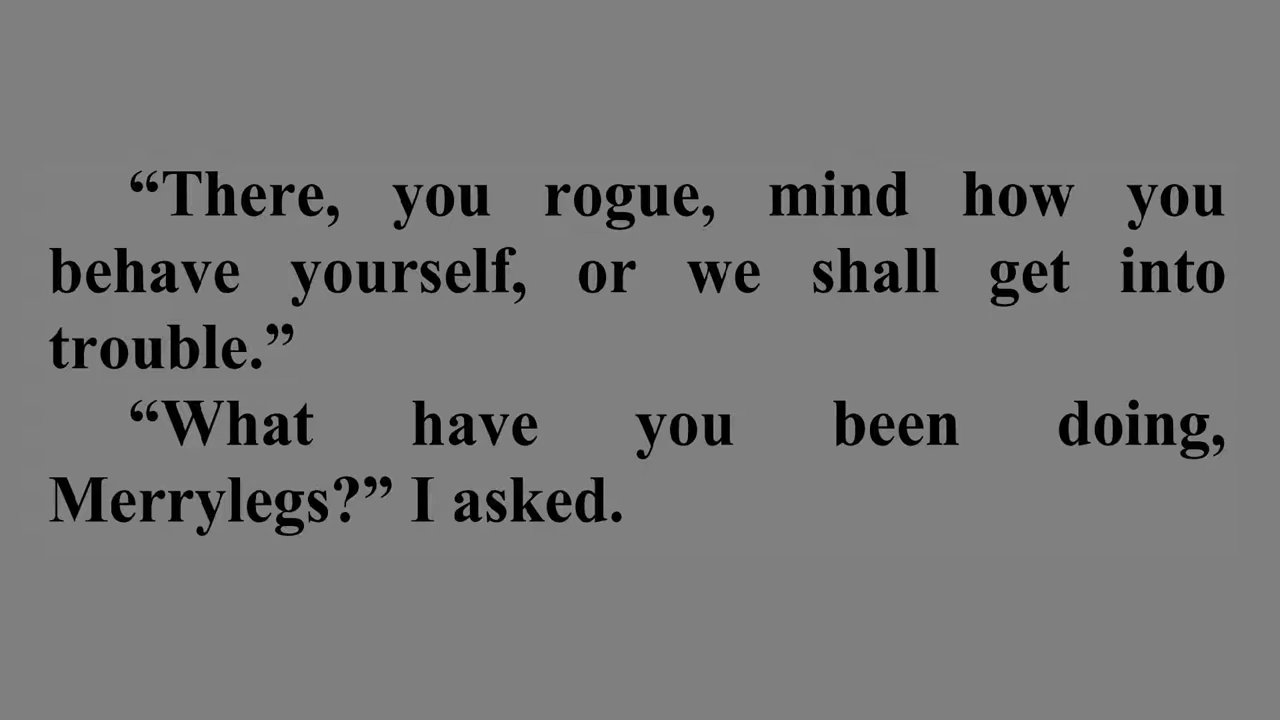 “There, you rogue, mind how you
behave yourself, or we shall get into
trouble.”
“What have you been doing,
Merrylegs?” I asked.